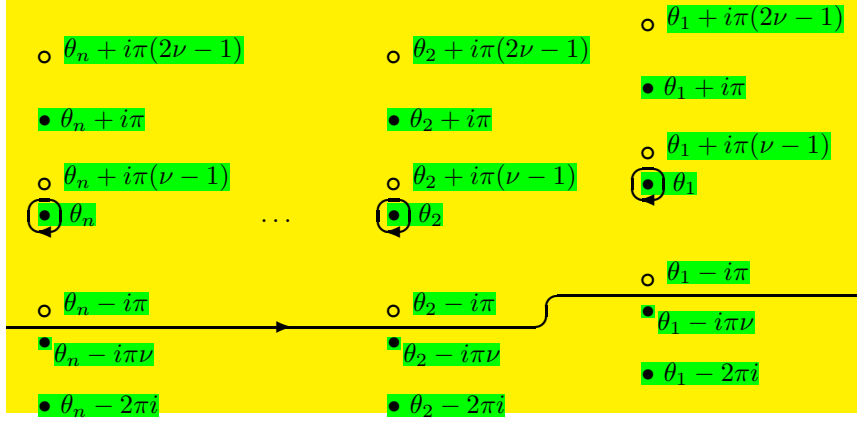 θ_n + iπ(2ν − 1) θ_2 + iπ(2ν − 1) θ_1 + iπ(2ν − 1)
θ_n + iπ θ_2 + iπ θ_1 + iπ
θ_n + iπ(ν − 1) θ_2 + iπ(ν − 1) θ_1 + iπ(ν − 1)
θ_n … θ_2 θ_1
θ_n − iπ θ_2 − iπ θ_1 − iπ
θ_n − iπν θ_2 − iπν θ_1 − iπν
θ_n − 2πi θ_2 − 2πi θ_1 − 2πi